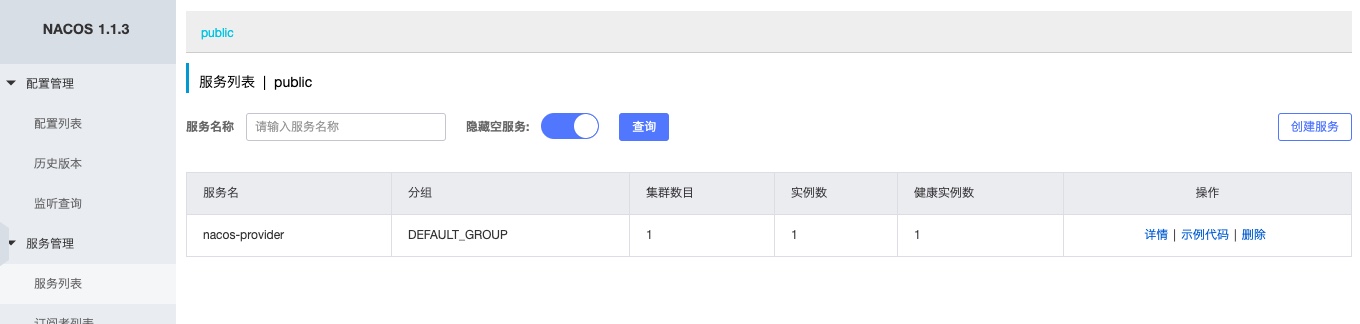 NACOS 1.1.3
配置管理
配置列表
历史版本
监听查询
服务管理
服务列表
订阅者列表
public
服务列表 | public
服务名称 请输入服务名称 隐藏空服务: 查询 创建服务
服务名 分组 集群数目 实例数 健康实例数 操作
nacos-provider DEFAULT_GROUP 1 1 1 详情 | 示例代码 | 删除